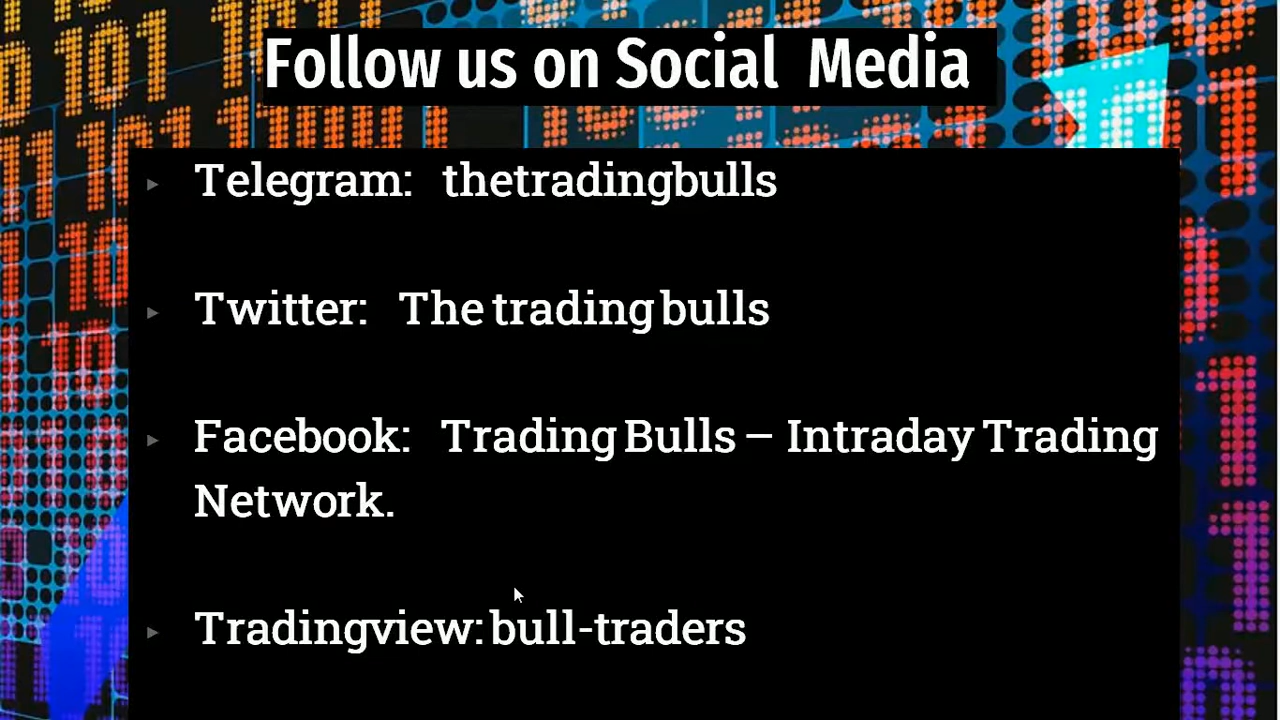 Follow us on Social Media
Telegram: thetradingbulls
Twitter: The trading bulls
Facebook: Trading Bulls – Intraday Trading
Network.
Tradingview: bull-traders